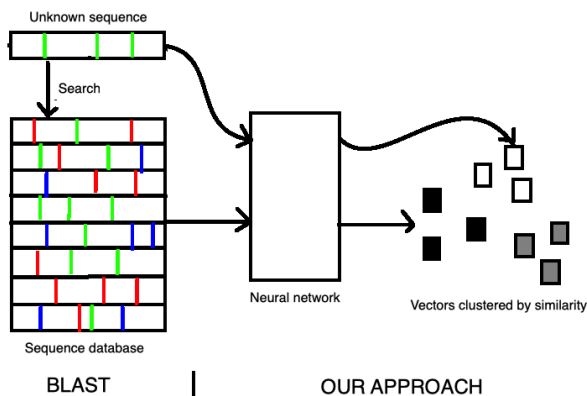 Unknown sequence
Search
Sequence database
Neural network
Vectors clustered by similarity
BLAST
OUR APPROACH